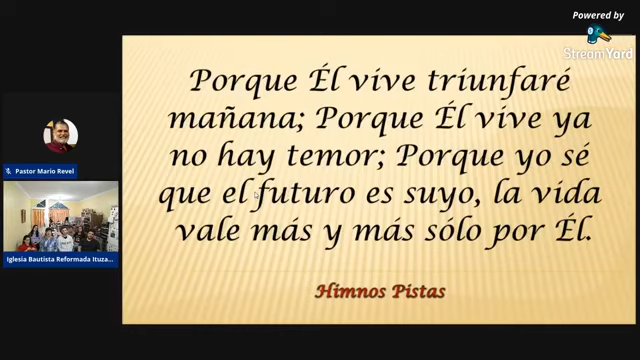 Powered by
StreamYard
Porque Él vive triunfaré
mañana; Porque Él vive ya
no hay temor; Porque yo sé
que el futuro es suyo, la vida
vale más y más sólo por Él.
Himnos Pistas
Pastor Mario Revel
Iglesia Bautista Reformada Ituza...